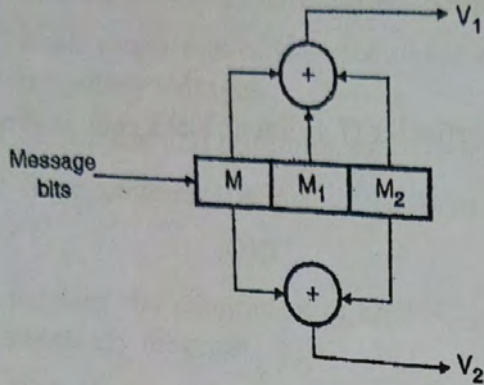 V₁
+
Message
bits
M M₁ M₂
+
V₂